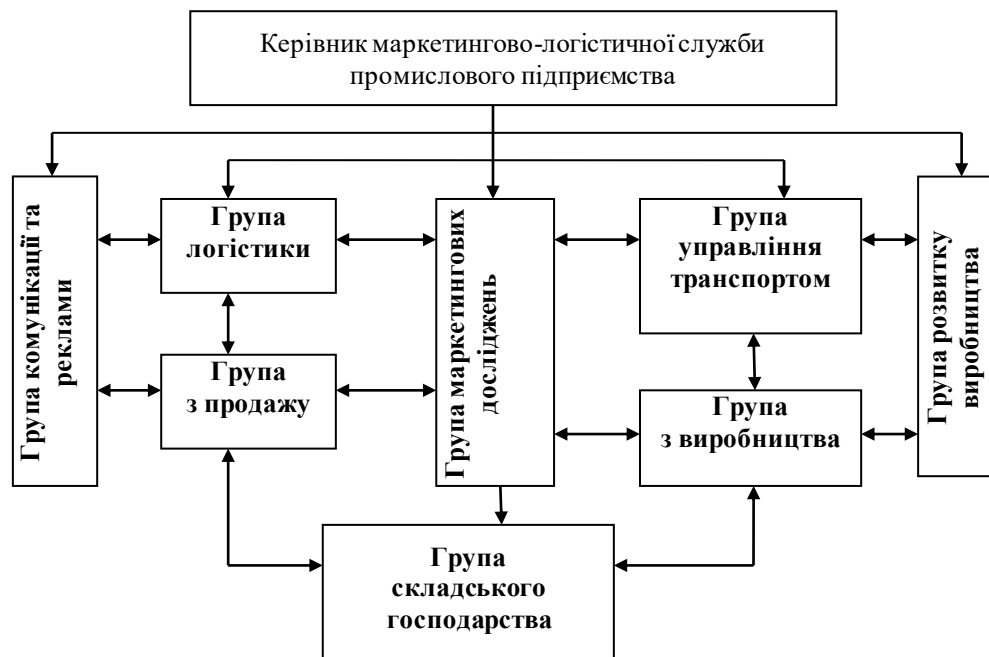 Керівник маркетингово-логістичної служби
промислового підприємства
Група комунікації та
реклами
Група
логістики
Група
з продажу
Група маркетингових
досліджень
Група
управління
транспортом
Група
з виробництва
Група розвитку
виробництва
Група
складського
господарства